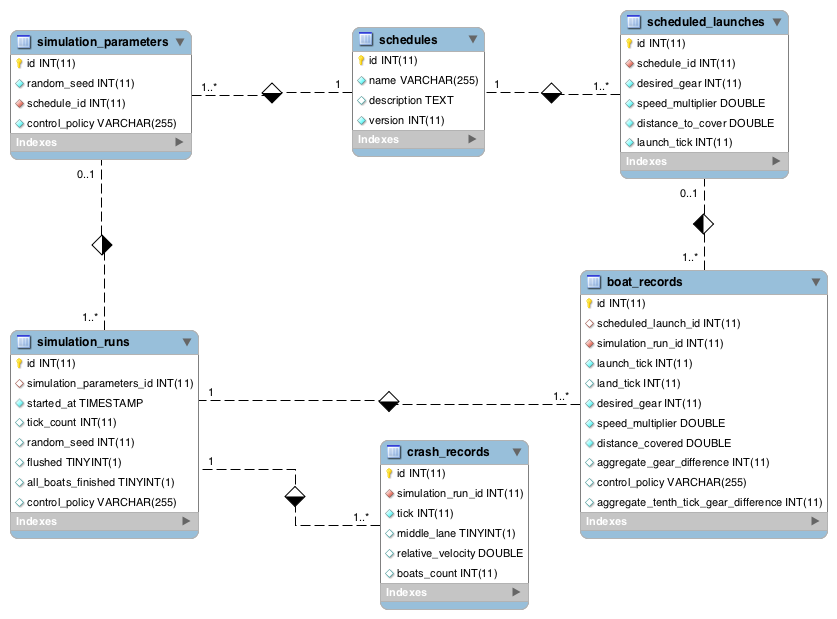 simulation_parameters
id INT(11)
random_seed INT(11)
schedule_id INT(11)
control_policy VARCHAR(255)
Indexes
1..*
1
schedules
id INT(11)
name VARCHAR(255)
description TEXT
version INT(11)
Indexes
1
1..*
scheduled_launches
id INT(11)
schedule_id INT(11)
desired_gear INT(11)
speed_multiplier DOUBLE
distance_to_cover DOUBLE
launch_tick INT(11)
Indexes
0..1
1..*
0..1
1..*
simulation_runs
id INT(11)
simulation_parameters_id INT(11)
started_at TIMESTAMP
tick_count INT(11)
random_seed INT(11)
flushed TINYINT(1)
all_boats_finished TINYINT(1)
control_policy VARCHAR(255)
Indexes
1
1..*
1
1..*
crash_records
id INT(11)
simulation_run_id INT(11)
tick INT(11)
middle_lane TINYINT(1)
relative_velocity DOUBLE
boats_count INT(11)
Indexes
boat_records
id INT(11)
scheduled_launch_id INT(11)
simulation_run_id INT(11)
launch_tick INT(11)
land_tick INT(11)
desired_gear INT(11)
speed_multiplier DOUBLE
distance_covered DOUBLE
aggregate_gear_difference INT(11)
control_policy VARCHAR(255)
aggregate_tenth_tick_gear_difference INT(11)
Indexes